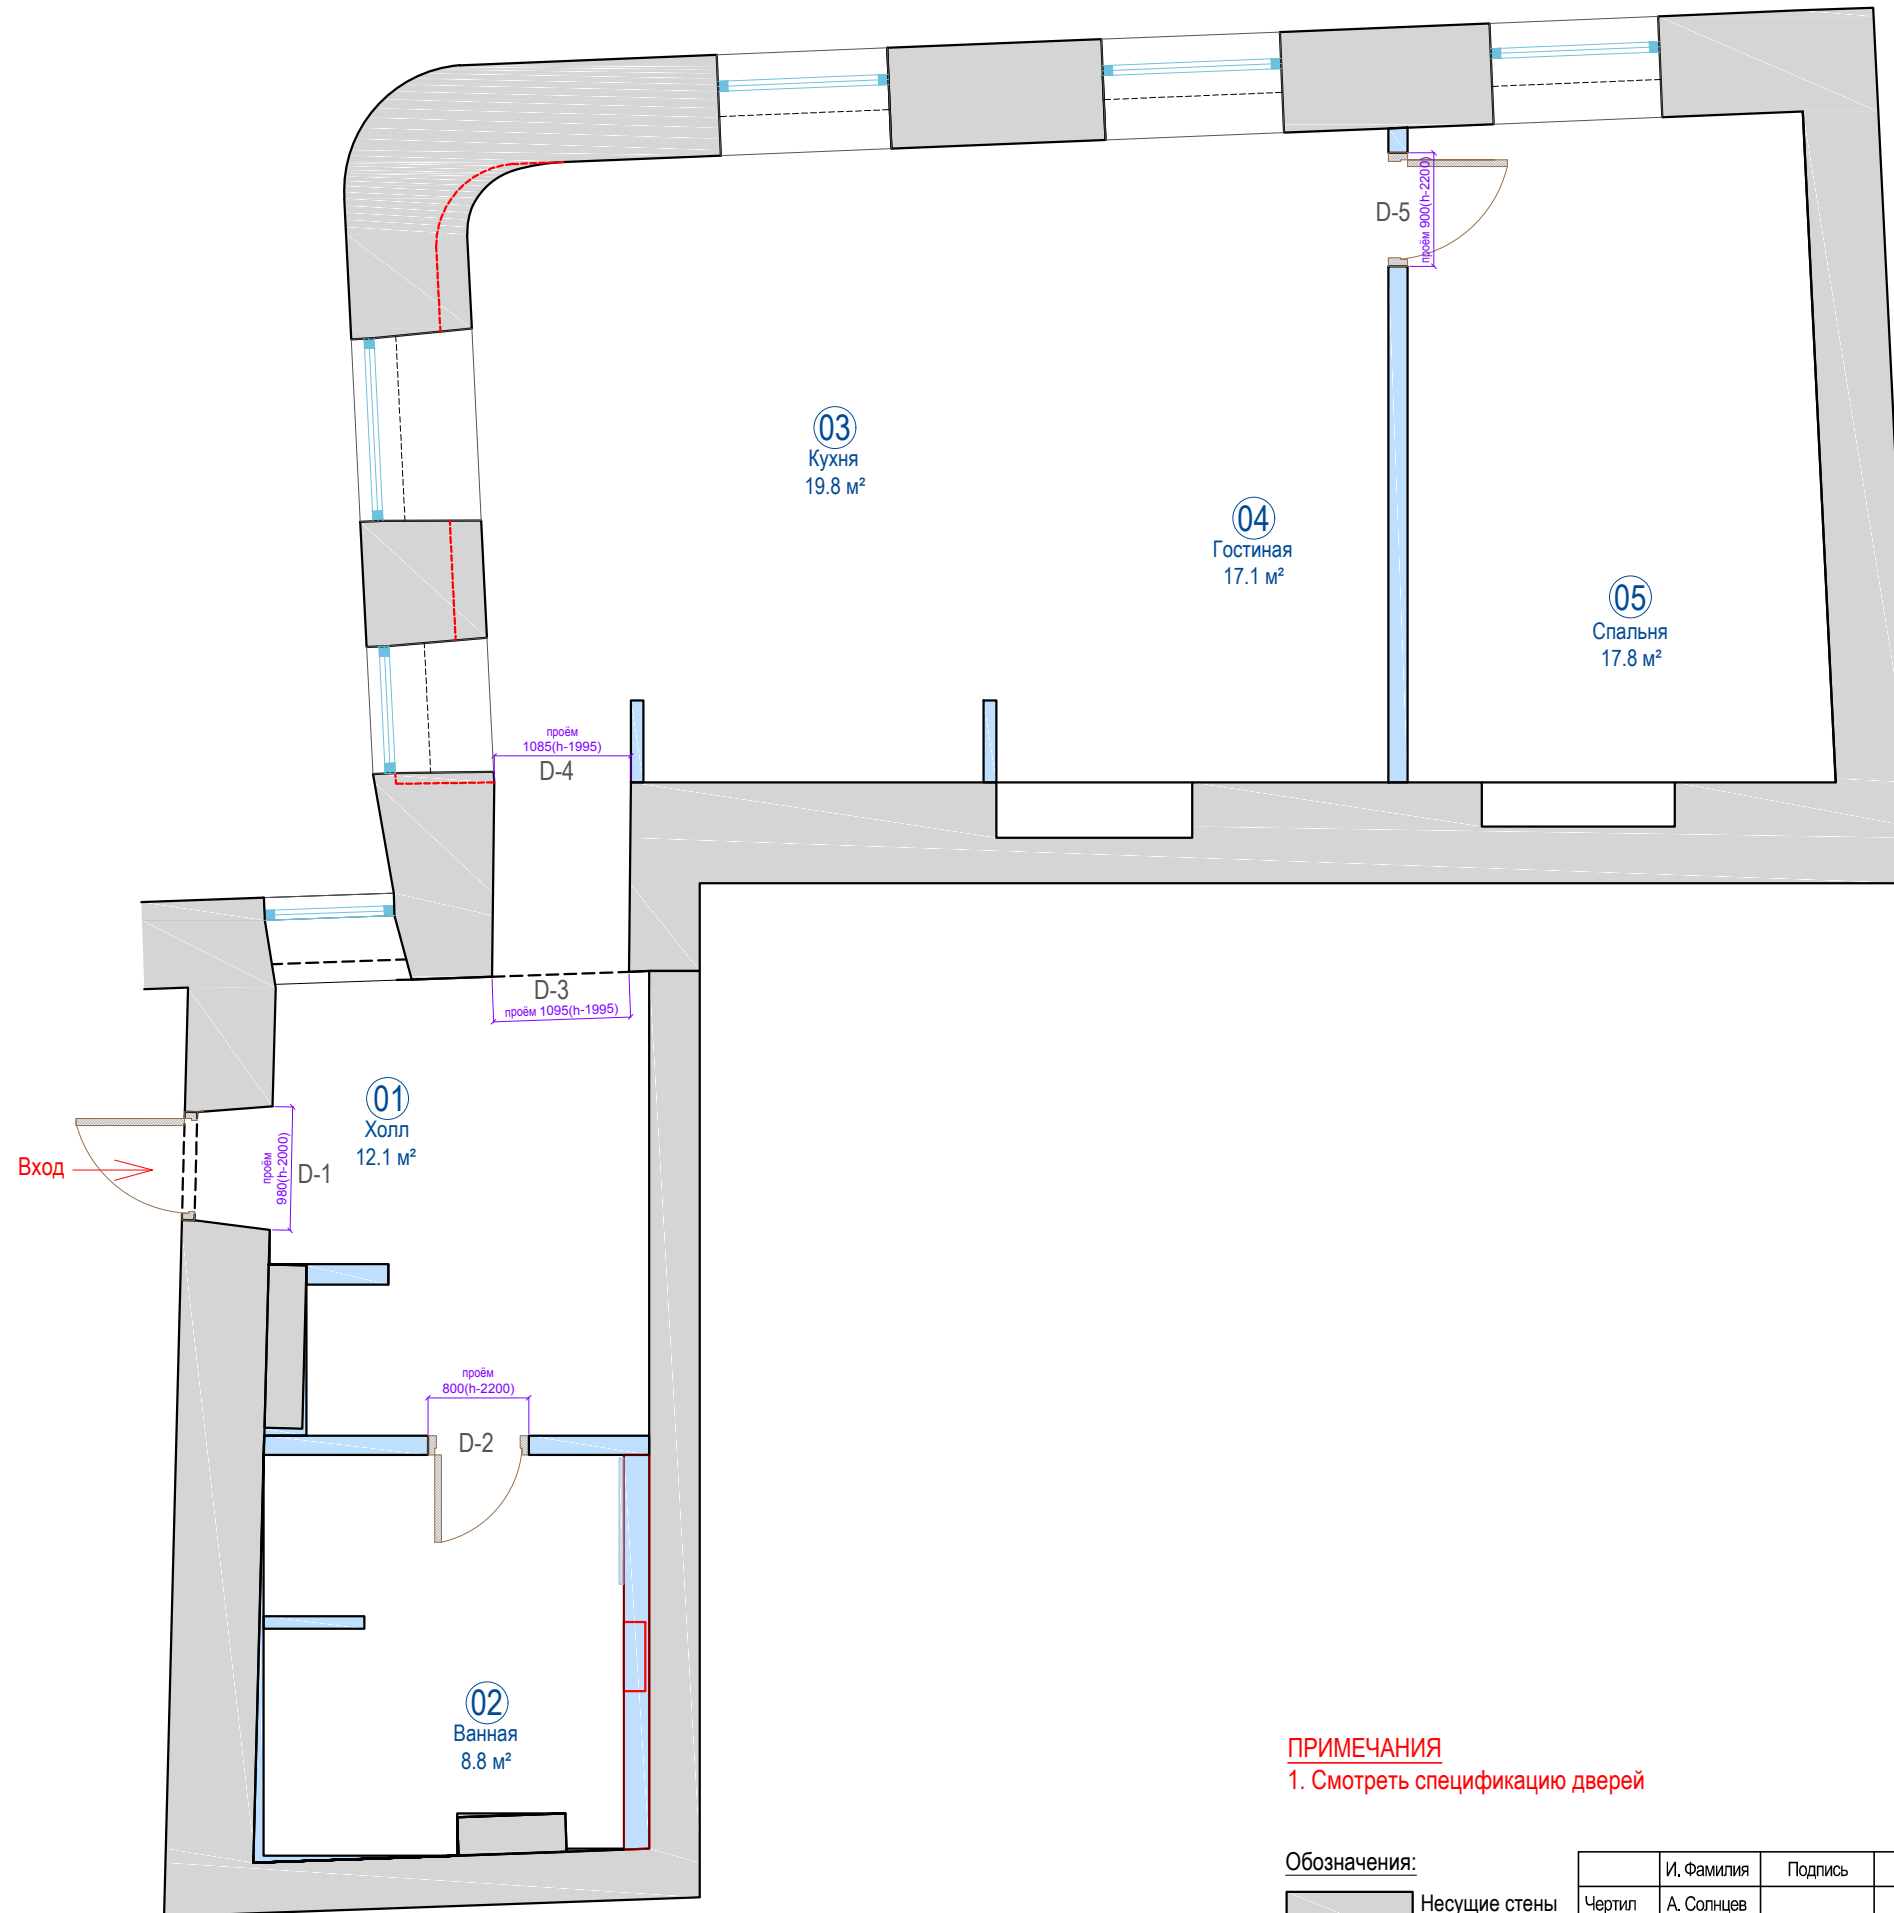 D-5
проём 900(h-2200)
03
Кухня
19.8 м²
04
Гостиная
17.1 м²
05
Спальня
17.8 м²
проём
1085(h-1995)
D-4
D-3
проём 1095(h-1995)
01
Холл
12.1 м²
Вход
проём
980(h-2000)
D-1
проём
800(h-2200)
D-2
02
Ванная
8.8 м²
ПРИМЕЧАНИЯ
1. Смотреть спецификацию дверей
Обозначения:
Несущие стены
И. Фамилия Подпись
Чертил А. Солнцев